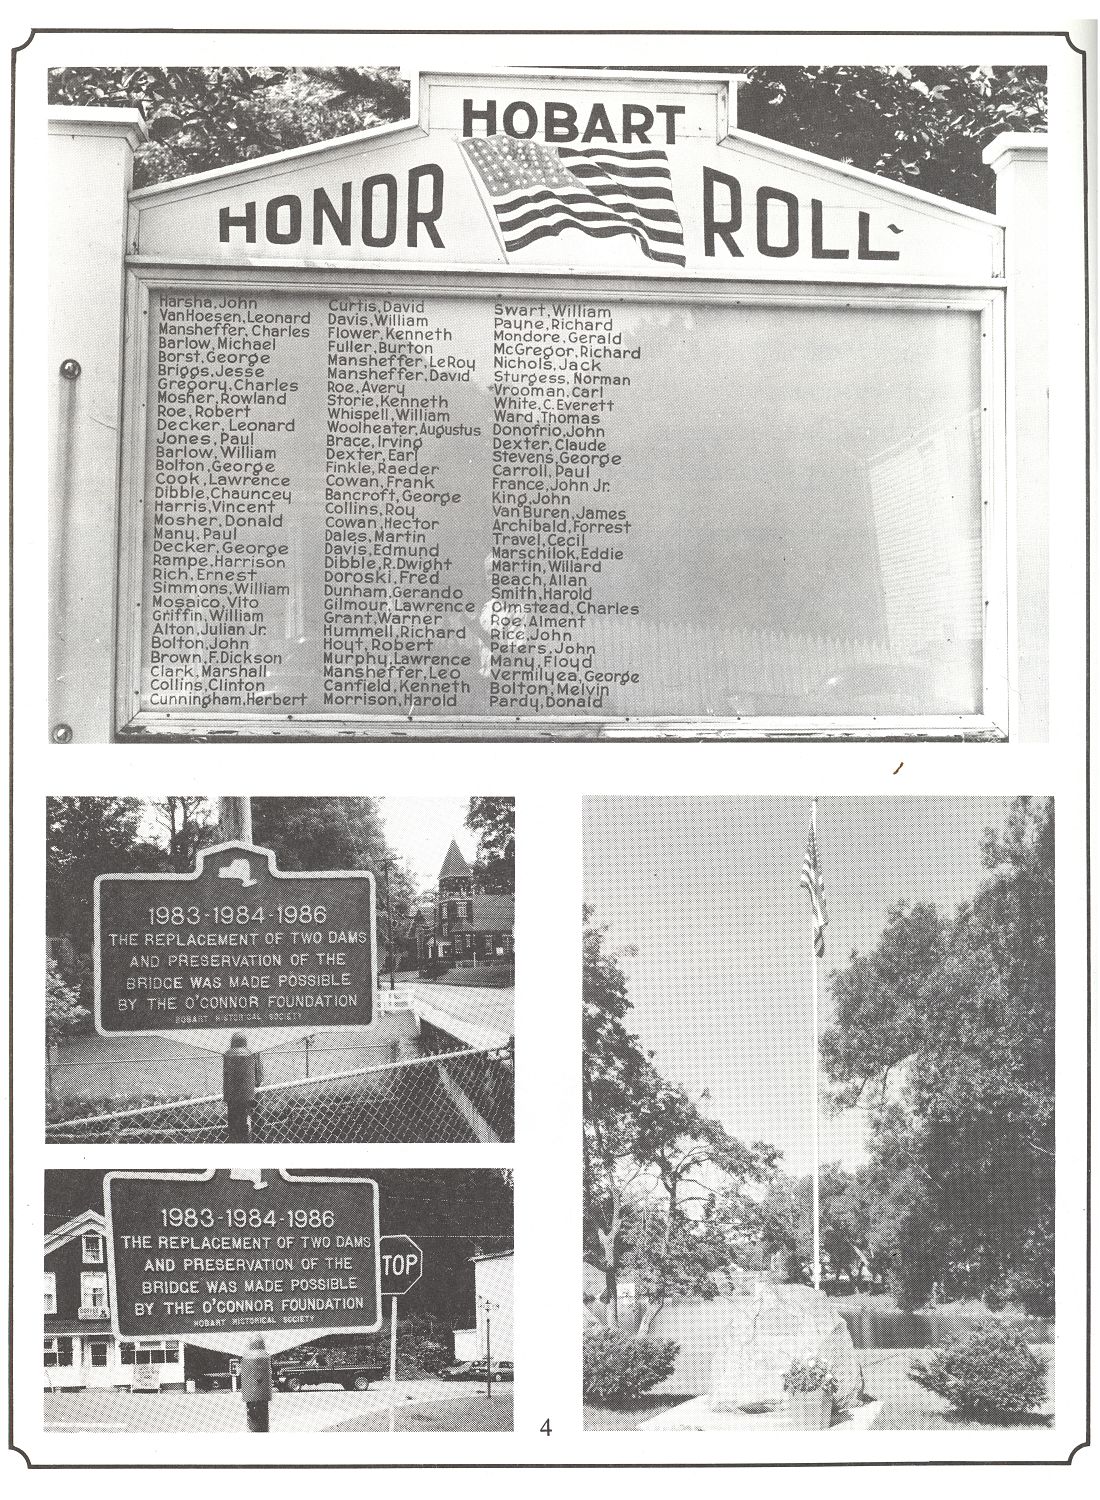 HOBART
HONOR ROLL
Harsha, John
VanHoesen, Leonard
Mansheffer, Charles
Barlow, Michael
Borst, George
Briggs, Jesse
Gregory, Charles
Mosher, Rowland
Roe, Robert
Decker, Leonard
Jones, Paul
Barlow, William
Bolton, George
Cook, Lawrence
Dibble, Chauncey
Harris, Vincent
Mosher, Donald
Many, Paul
Decker, George
Rampe, Harrison
Rich, Ernest
Simmons, William
Mosaico, Vito
Griffin, William
Alton, Julian Jr.
Bolton, John
Brown, F. Dickson
Clark, Marshall
Collins, Clinton
Cunningham, Herbert
Curtis, David
Davis, William
Flower, Kenneth
Fuller, Burton
Mansheffer, LeRoy
Mansheffer, David
Roe, Avery
Storie, Kenneth
Whispell, William
Woolheater, Augustus
Brace, Irving
Dexter, Earl
Finkle, Raeder
Cowan, Frank
Bancroft, George
Collins, Roy
Cowan, Hector
Dales, Martin
Davis, Edmund
Dibble, R. Dwight
Doroski, Fred
Dunham, Gerando
Gilmour, Lawrence
Grant, Warner
Hummell, Richard
Hoyt, Robert
Murphy, Lawrence
Mansheffer, Leo
Canfield, Kenneth
Morrison, Harold
Swart, William
Payne, Richard
Mondore, Gerald
McGregor, Richard
Nichols, Jack
Sturgess, Norman
*Vrooman, Carl
White, C. Everett
Ward, Thomas
Donofrio, John
Dexter, Claude
Stevens, George
Carroll, Paul
France, John Jr.
King, John
VanBuren, James
Archibald, Forrest
Travel, Cecil
Marschilok, Eddie
Martin, Willard
Beach, Allan
Smith, Harold
Olmstead, Charles
Roe, Alment
Rice, John
Peters, John
Many, Floyd
Vermilyea, George
Bolton, Melvin
Pardy, Donald
1983-1984-1986
THE REPLACEMENT OF TWO DAMS
AND PRESERVATION OF THE
BRIDGE WAS MADE POSSIBLE
BY THE O'CONNOR FOUNDATION
HOBART HISTORICAL SOCIETY
1983-1984-1986
THE REPLACEMENT OF TWO DAMS
AND PRESERVATION OF THE
BRIDGE WAS MADE POSSIBLE
BY THE O'CONNOR FOUNDATION
HOBART HISTORICAL SOCIETY
TOP
4